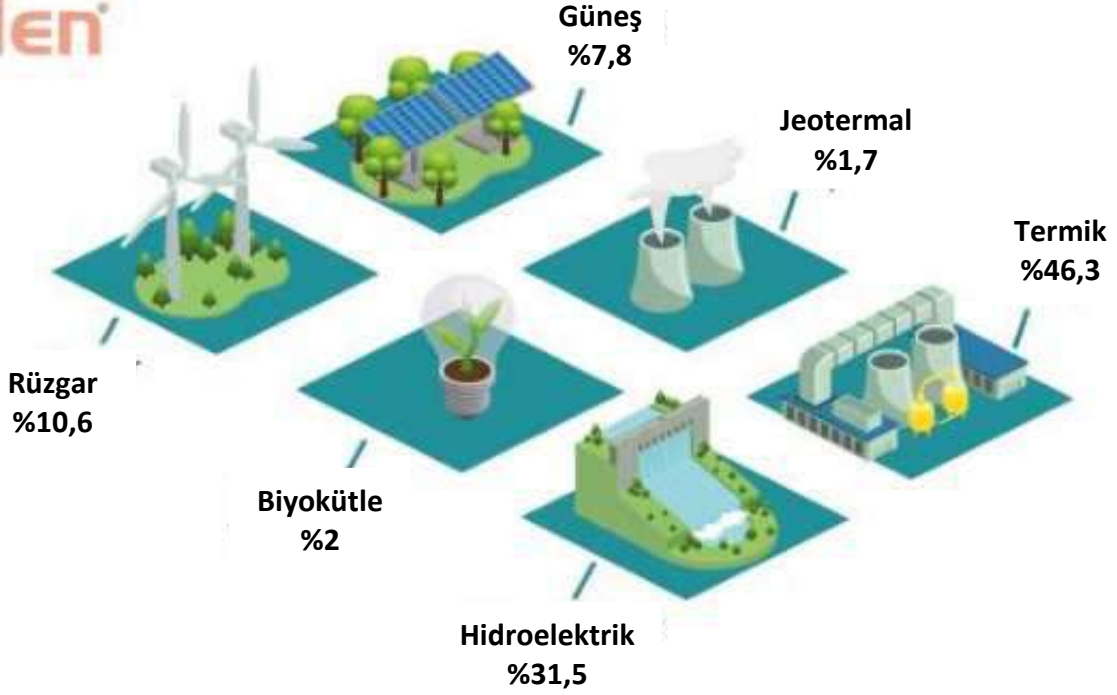 Güneş
%7,8
Jeotermal
%1,7
Termik
%46,3
Rüzgar
%10,6
Biyokütle
%2
Hidroelektrik
%31,5